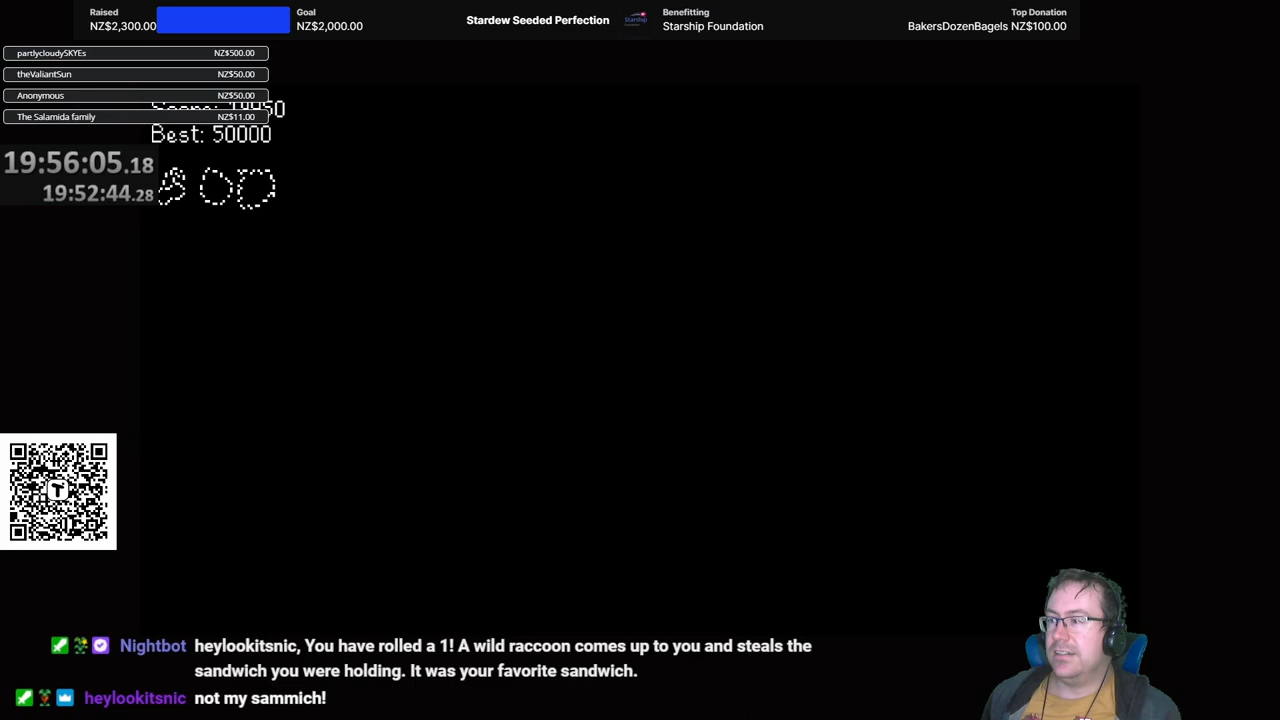 Raised
NZ$2,300.00
Goal
NZ$2,000.00
Stardew Seeded Perfection
Starship
Benefitting
Starship Foundation
Top Donation
BakersDozenBagels NZ$100.00
partlycloudySKYEs NZ$500.00
theValiantSun NZ$50.00
Anonymous NZ$50.00
The Salamida family NZ$11.00
Best: 50000
19:56:05.18
19:52:44.28
T
Nightbot heylookitsnic, You have rolled a 1! A wild raccoon comes up to you and steals the
sandwich you were holding. It was your favorite sandwich.
heylookitsnic not my sammich!